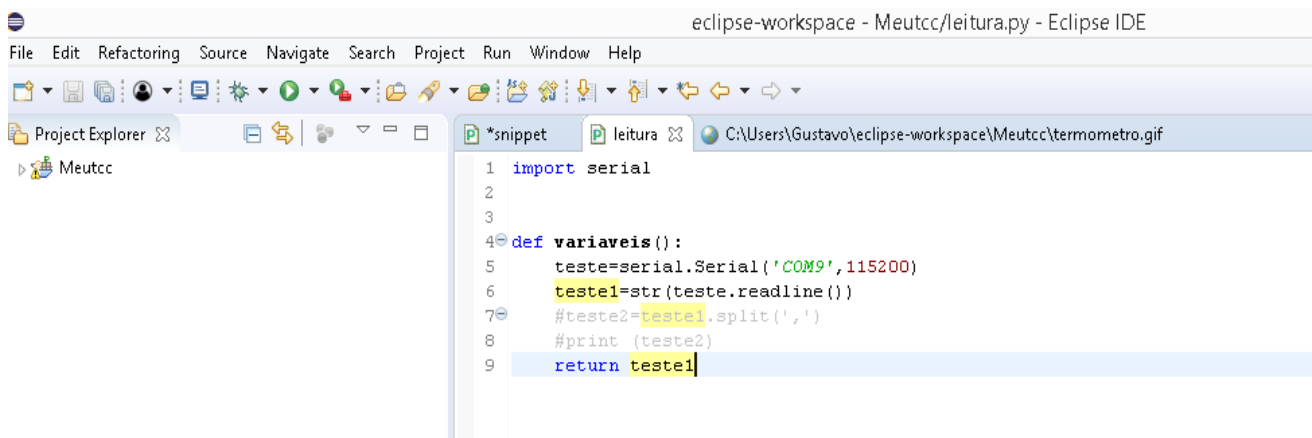 eclipse-workspace - Meutcc/leitura.py - Eclipse IDE
File Edit Refactoring Source Navigate Search Project Run Window Help
Project Explorer
*snippet leitura C:\Users\Gustavo\eclipse-workspace\Meutcc\termometro.gif
Meutcc
1 import serial
2
3
4 def variaveis():
5 teste=serial.Serial('COM9',115200)
6 teste1=str(teste.readline())
7 #teste2=teste1.split(',')
8 #print (teste2)
9 return teste1